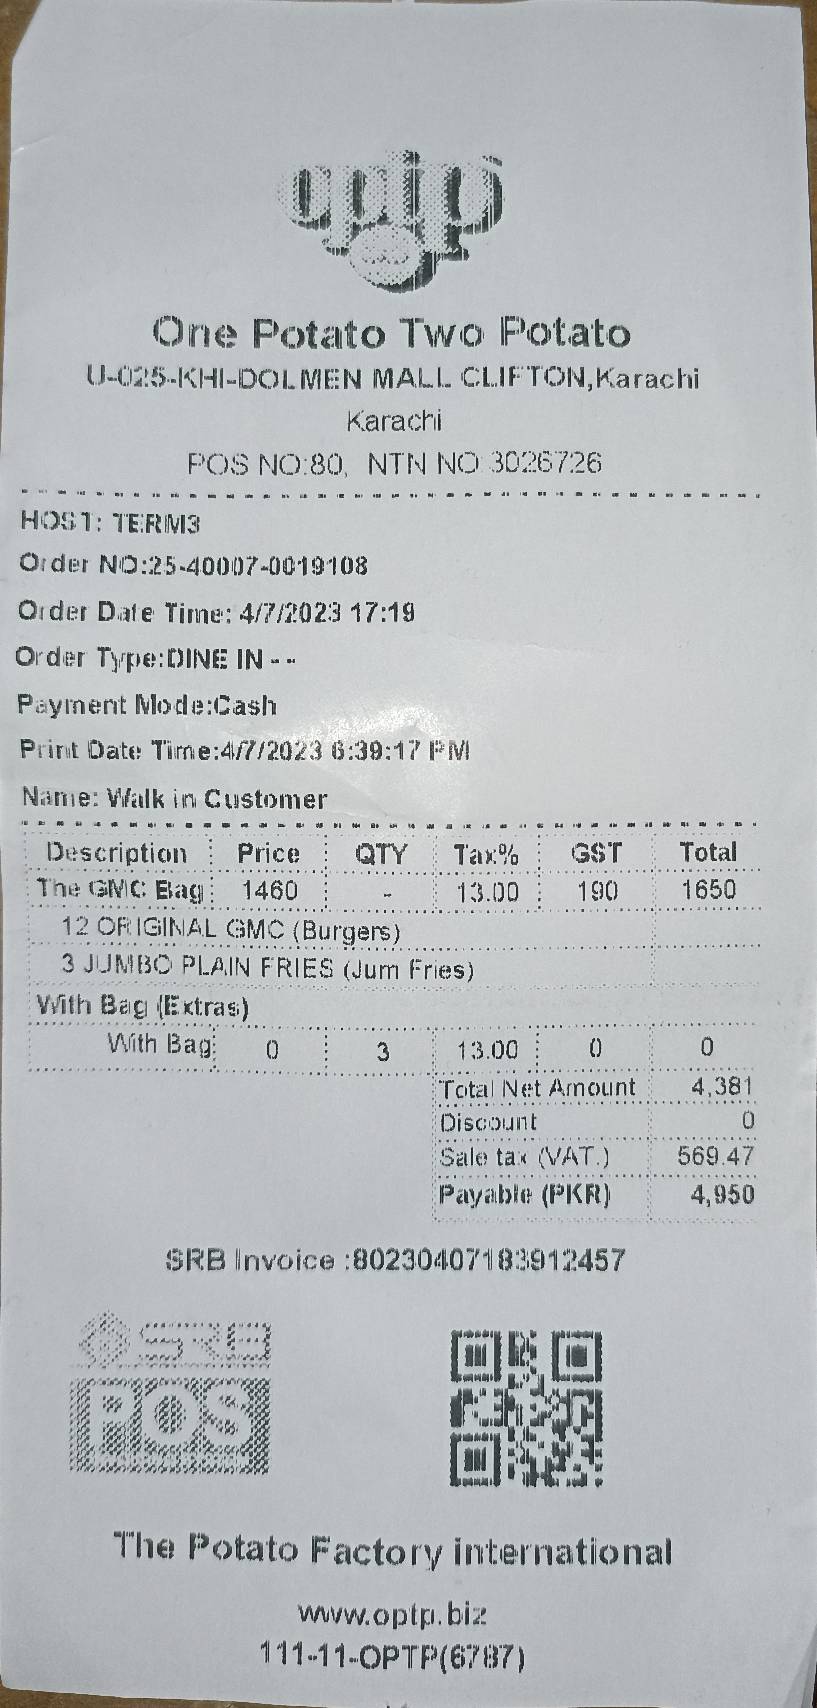 optp
One Potato Two Potato
U-025-KHI-DOLMEN MALL CLIFTON,Karachi
Karachi
POS NO:80, NTN NO 3026726
HOST: TERM3
Order NO:25-40007-0019108
Order Date Time: 4/7/2023 17:19
Order Type:DINE IN - -
Payment Mode:Cash
Print Date Time:4/7/2023 6:39:17 PM
Name: Walk in Customer
Description Price QTY Tax% GST Total
The GMC Bag 1460 - 13.00 190 1650
12 ORIGINAL GMC (Burgers)
3 JUMBO PLAIN FRIES (Jum Fries)
With Bag (Extras)
With Bag 0 3 13.00 0 0
Total Net Amount 4,381
Discount 0
Sale tax (VAT.) 569.47
Payable (PKR) 4,950
SRB Invoice :80230407183912457
SRB
POS
The Potato Factory international
www.optp.biz
111-11-OPTP(6787)